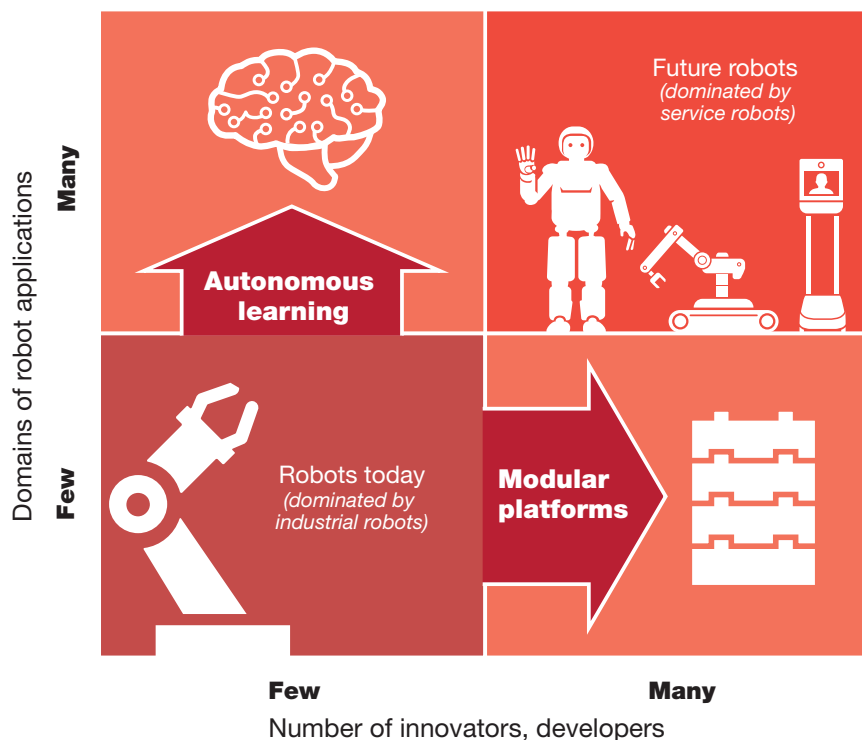 Domains of robot applications
Many
Few
Autonomous
learning
Future robots
(dominated by
service robots)
Robots today
(dominated by
industrial robots)
Modular
platforms
Few
Many
Number of innovators, developers